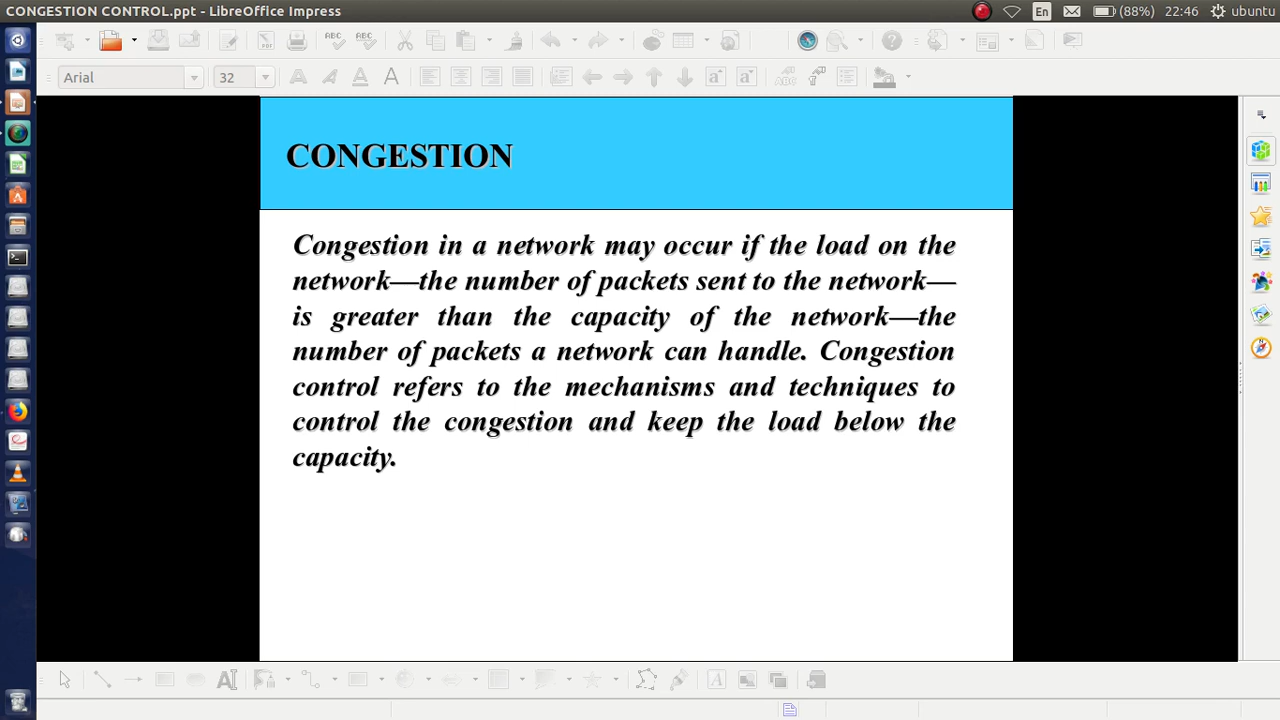 CONGESTION CONTROL.ppt - LibreOffice Impress
En
(88%)
22:46
ubuntu
Arial
32
CONGESTION
Congestion in a network may occur if the load on the
network—the number of packets sent to the network—
is greater than the capacity of the network—the
number of packets a network can handle. Congestion
control refers to the mechanisms and techniques to
control the congestion and keep the load below the
capacity.